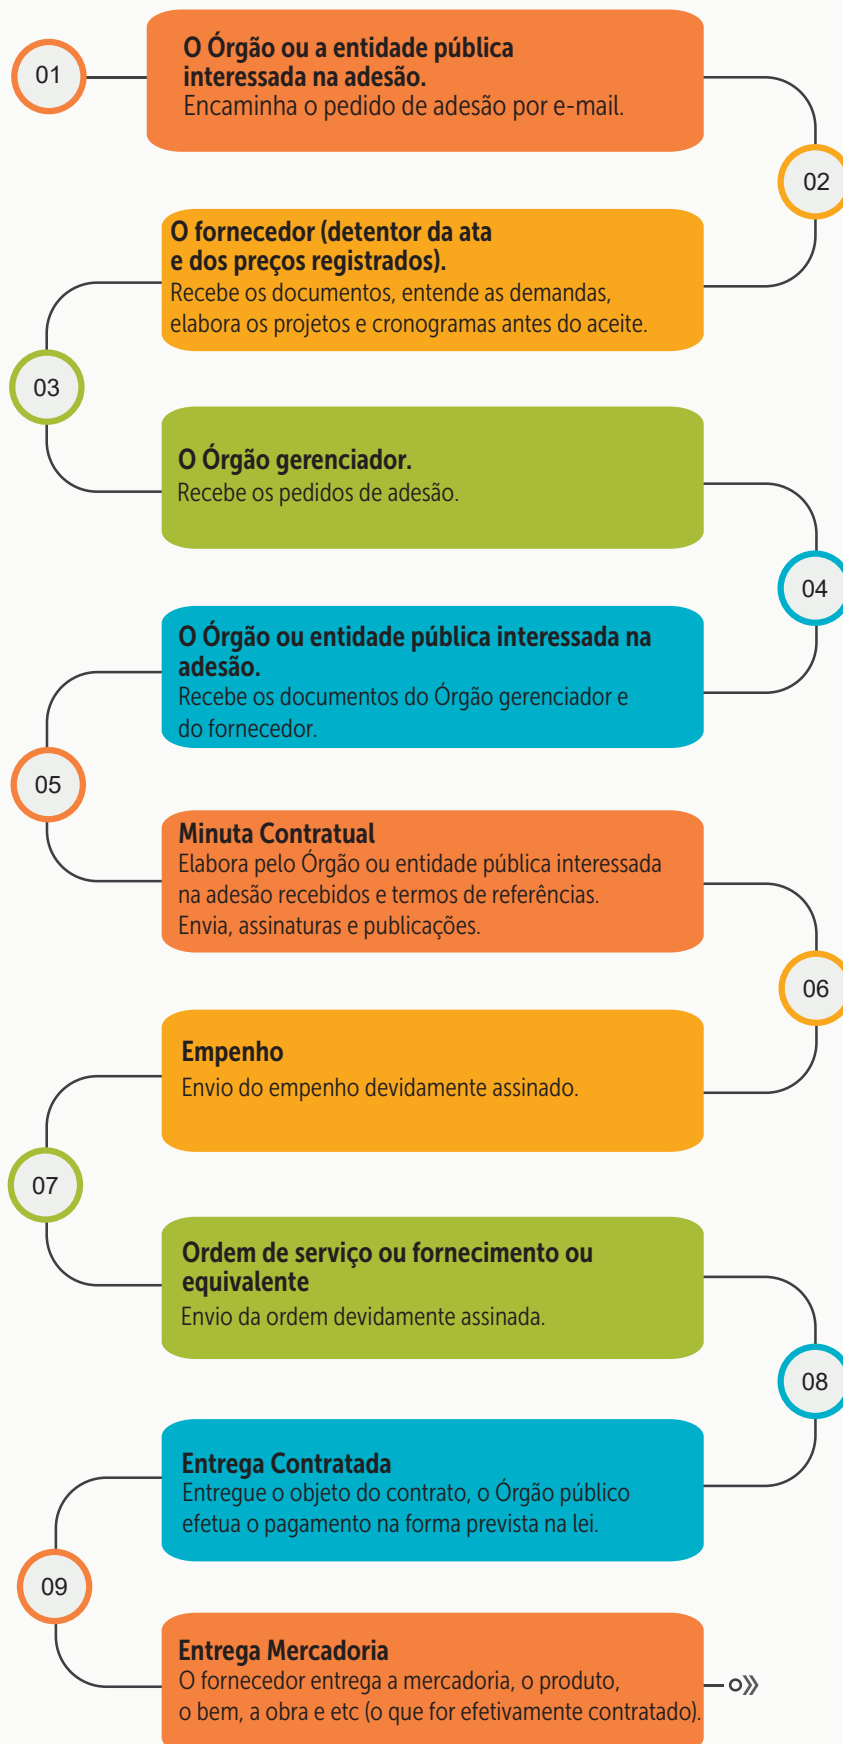 01
O Órgão ou a entidade pública
interessada na adesão.
Encaminha o pedido de adesão por e-mail.
02
O fornecedor (detentor da ata
e dos preços registrados).
Recebe os documentos, entende as demandas,
elabora os projetos e cronogramas antes do aceite.
03
O Órgão gerenciador.
Recebe os pedidos de adesão.
04
O Órgão ou entidade pública interessada na
adesão.
Recebe os documentos do Órgão gerenciador e
do fornecedor.
05
Minuta Contratual
Elabora pelo Órgão ou entidade pública interessada
na adesão recebidos e termos de referências.
Envia, assinaturas e publicações.
06
Empenho
Envio do empenho devidamente assinado.
07
Ordem de serviço ou fornecimento ou
equivalente
Envio da ordem devidamente assinada.
08
Entrega Contratada
Entregue o objeto do contrato, o Órgão público
efetua o pagamento na forma prevista na lei.
09
Entrega Mercadoria
O fornecedor entrega a mercadoria, o produto,
o bem, a obra e etc (o que for efetivamente contratado).